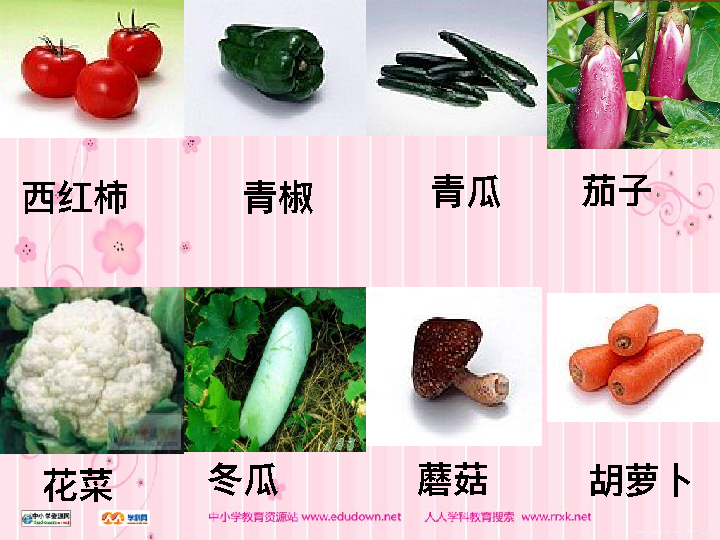 西红柿
青椒
青瓜
茄子
花菜
冬瓜
蘑菇
胡萝卜
中小学教育资源站 www.edudown.net
人人学科教育搜索 www.rrxk.net